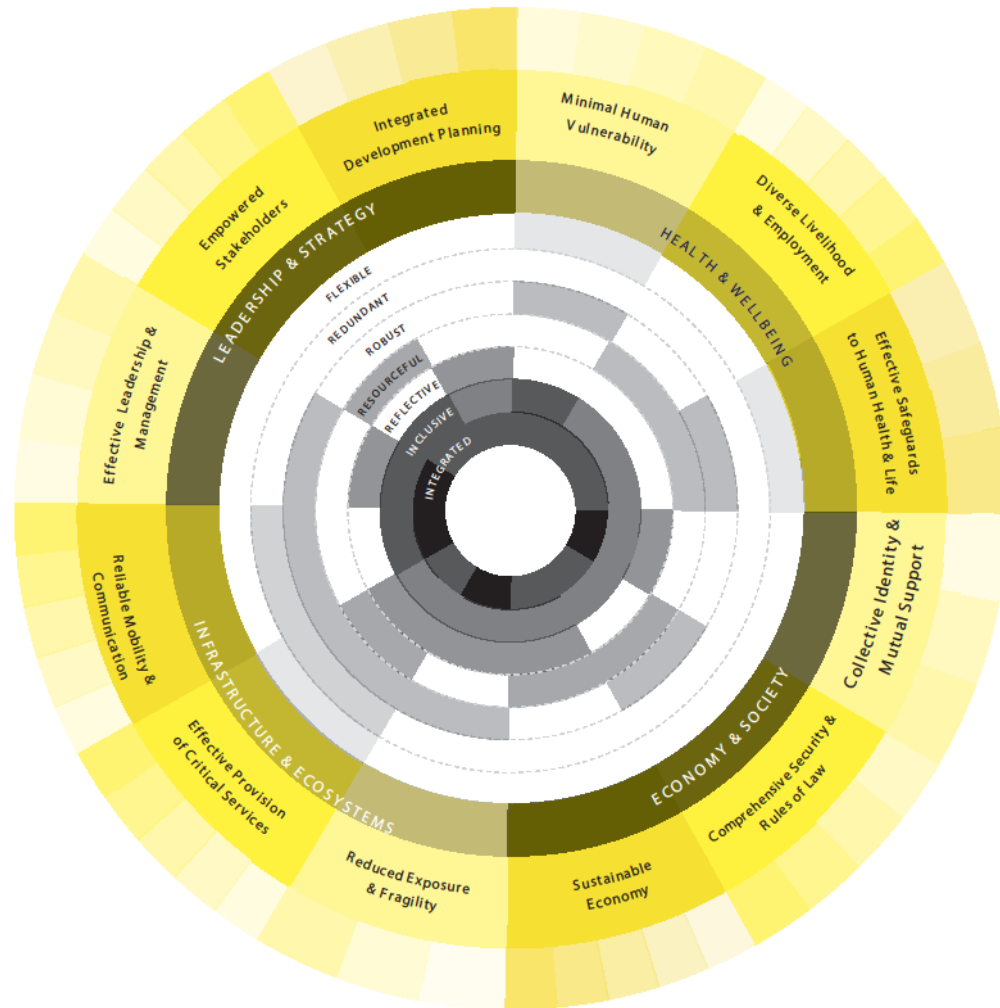 Integrated
Development Planning
Minimal Human
Vulnerability
Diverse Livelihood
& Employment
Effective Safeguards
to Human Health & Life
Collective Identity &
Mutual Support
Comprehensive Security &
Rules of Law
Sustainable
Economy
Reduced Exposure
& Fragility
Effective Provision
of Critical Services
Reliable Mobility &
Communication
Effective Leadership &
Management
Empowered
Stakeholders
LEADERSHIP & STRATEGY
HEALTH & WELLBEING
ECONOMY & SOCIETY
INFRASTRUCTURE & ECOSYSTEMS
FLEXIBLE
REDUNDANT
ROBUST
RESOURCEFUL
REFLECTIVE
INCLUSIVE
INTEGRATED